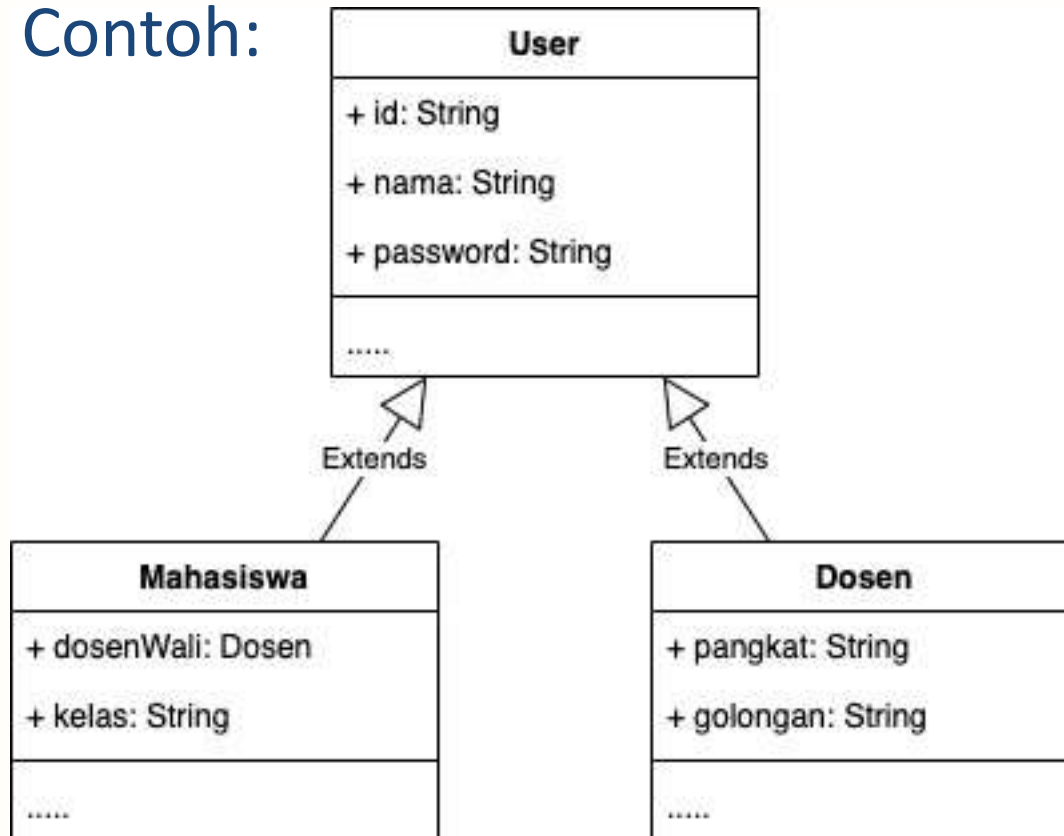 Contoh:
User
+ id: String
+ nama: String
+ password: String
.....
Extends
Extends
Mahasiswa
+ dosenWali: Dosen
+ kelas: String
.....
Dosen
+ pangkat: String
+ golongan: String
.....